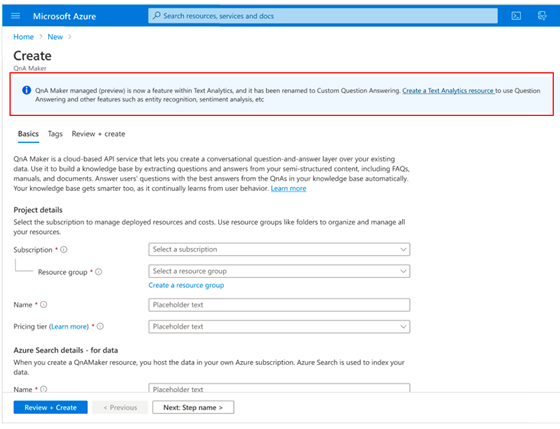 Microsoft Azure
Search resources, services and docs
Home > New >
Create
QnA Maker
QnA Maker managed (preview) is now a feature within Text Analytics, and it has been renamed to Custom Question Answering. Create a Text Analytics resource to use Question
Answering and other features such as entity recognition, sentiment analysis, etc
Basics Tags Review + create
QnA Maker is a cloud-based API service that lets you create a conversational question-and-answer layer over your existing
data. Use it to build a knowledge base by extracting questions and answers from your semi-structured content, including FAQs,
manuals, and documents. Answer users' questions with the best answers from the QnAs in your knowledge base automatically.
Your knowledge base gets smarter too, as it continually learns from user behavior. Learn more
Project details
Select the subscription to manage deployed resources and costs. Use resource groups like folders to organize and manage all
your resources.
Subscription * Select a subscription
Resource group * Select a resource group
Create a resource group
Name * Placeholder text
Pricing tier (Learn more) * Placeholder text
Azure Search details - for data
When you create a QnAMaker resource, you host the data in your own Azure subscription. Azure Search is used to index your
data.
Name * Placeholder text
Review + Create < Previous Next: Step name >